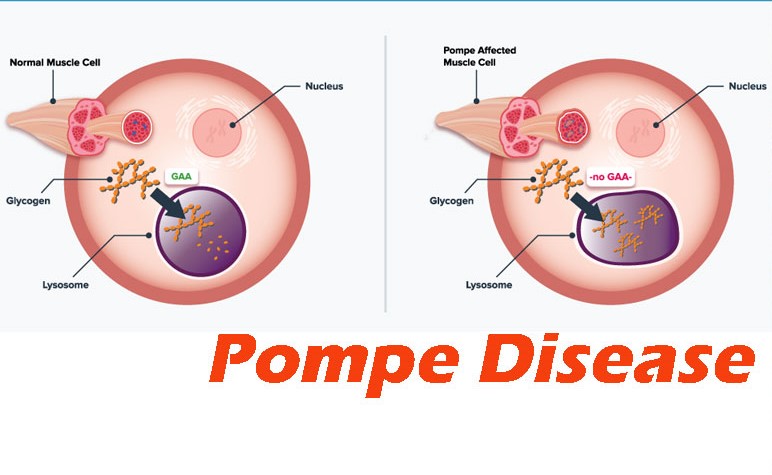 Normal Muscle Cell
Nucleus
GAA
Glycogen
Lysosome
Pompe Affected
Muscle Cell
Nucleus
-no GAA-
Glycogen
Lysosome
Pompe Disease